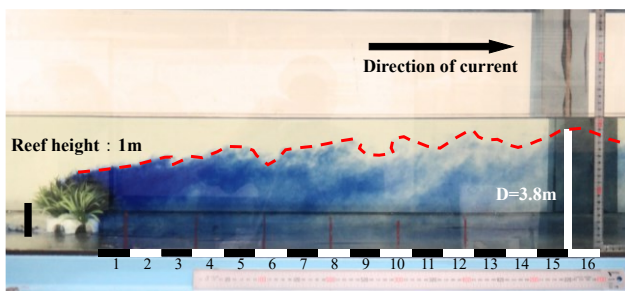 Direction of current
Reef height : 1m
D=3.8m
1 2 3 4 5 6 7 8 9 10 11 12 13 14 15 16